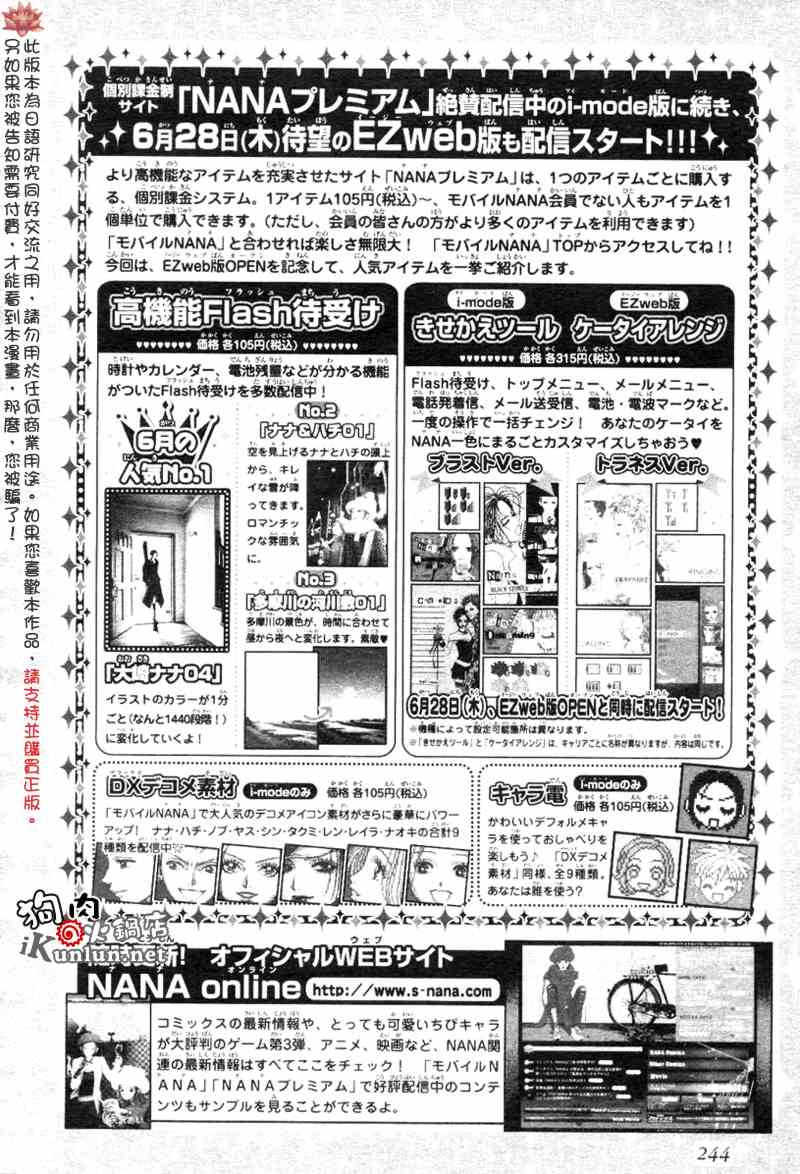 個別課金制サイト「NANAプレミアム」絶賛配信中のi-mode版に続き、
6月28日(木)待望のEZweb版も配信スタート!!!
より高機能なアイテムを充実させたサイト「NANAプレミアム」は、1つのアイテムごとに購入す
る、個別課金システム。1アイテム105円(税込)〜、モバイルNANA会員でない人もアイテムを1
個単位で購入できます。(ただし、会員の皆さんの方がより多くのアイテムを利用できます)
「モバイルNANA」と合わせれば楽しさ無限大! 「モバイルNANA」TOPからアクセスしてね!!
今回は、EZweb版OPENを記念して、人気アイテムを一挙ご紹介します。
高機能Flash待受け
価格 各105円(税込)
時計やカレンダー、電池残量などが分かる機能
がついたFlash待受けを多数配信中!
6月の
人気No.1
「大崎ナナ04」
イラストのカラーが1分
ごと(なんと1440段階!)
に変化していくよ!
No.2
「ナナ&ハチ01」
空を見上げるナナとハチの頭上
から、キレ
イな雪が降
ってきます。
ロマンチッ
クな雰囲気
に。
No.3
「多摩川の河川敷01」
多摩川の景色が、時間に合わせて
昼から夜へと変化します。素敵♥
i-mode版
きせかえツール
EZweb版
ケータイアレンジ
価格 各315円(税込)
Flash待受け、トップメニュー、メールメニュー、
電話発着信、メール送受信、電池・電波マークなど。
一度の操作で一括チェンジ! あなたのケータイを
NANA一色にまるごとカスタマイズしちゃおう♥
ブラストVer.
トラネスVer.
6月28日(木)、EZweb版OPENと同時に配信スタート!
※機種によって設定可能箇所は異なります。
※「きせかえツール」と「ケータイアレンジ」は、キャリアごとに名称が異なりますが、内容は同じです。
DXデコメ素材 i-modeのみ 価格 各105円(税込)
「モバイルNANA」で大人気のデコメアイコン素材がさらに豪華にパワー
アップ! ナナ・ハチ・ノブ・ヤス・シン・タクミ・レン・レイラ・ナオキの合計9
種類を配信中♡
キャラ電 i-modeのみ
価格 各105円(税込)
かわいいデフォルメキャ
ラを使っておしゃべりを
楽しもう♪ 「DXデコメ
素材」同様、全9種類。
あなたは誰を使う?
新! オフィシャルWEBサイト
NANA online http://www.s-nana.com
コミックスの最新情報や、とっても可愛いちびキャラ
が大評判のゲーム第3弾、アニメ、映画など、NANA関
連の最新情報はすべてここをチェック! 「モバイルN
ANA」「NANAプレミアム」で好評配信中のコンテ
ンツもサンプルを見ることができるよ。
244
此版本為日語研究同好交流之用，請勿用於任何商業用途。如果您喜歡本作品，請支持並購買正版。
另如果您被告知需要付費，才能看到本漫畫，那麼，您被騙了！
狗肉火鍋店
iKunlun.net